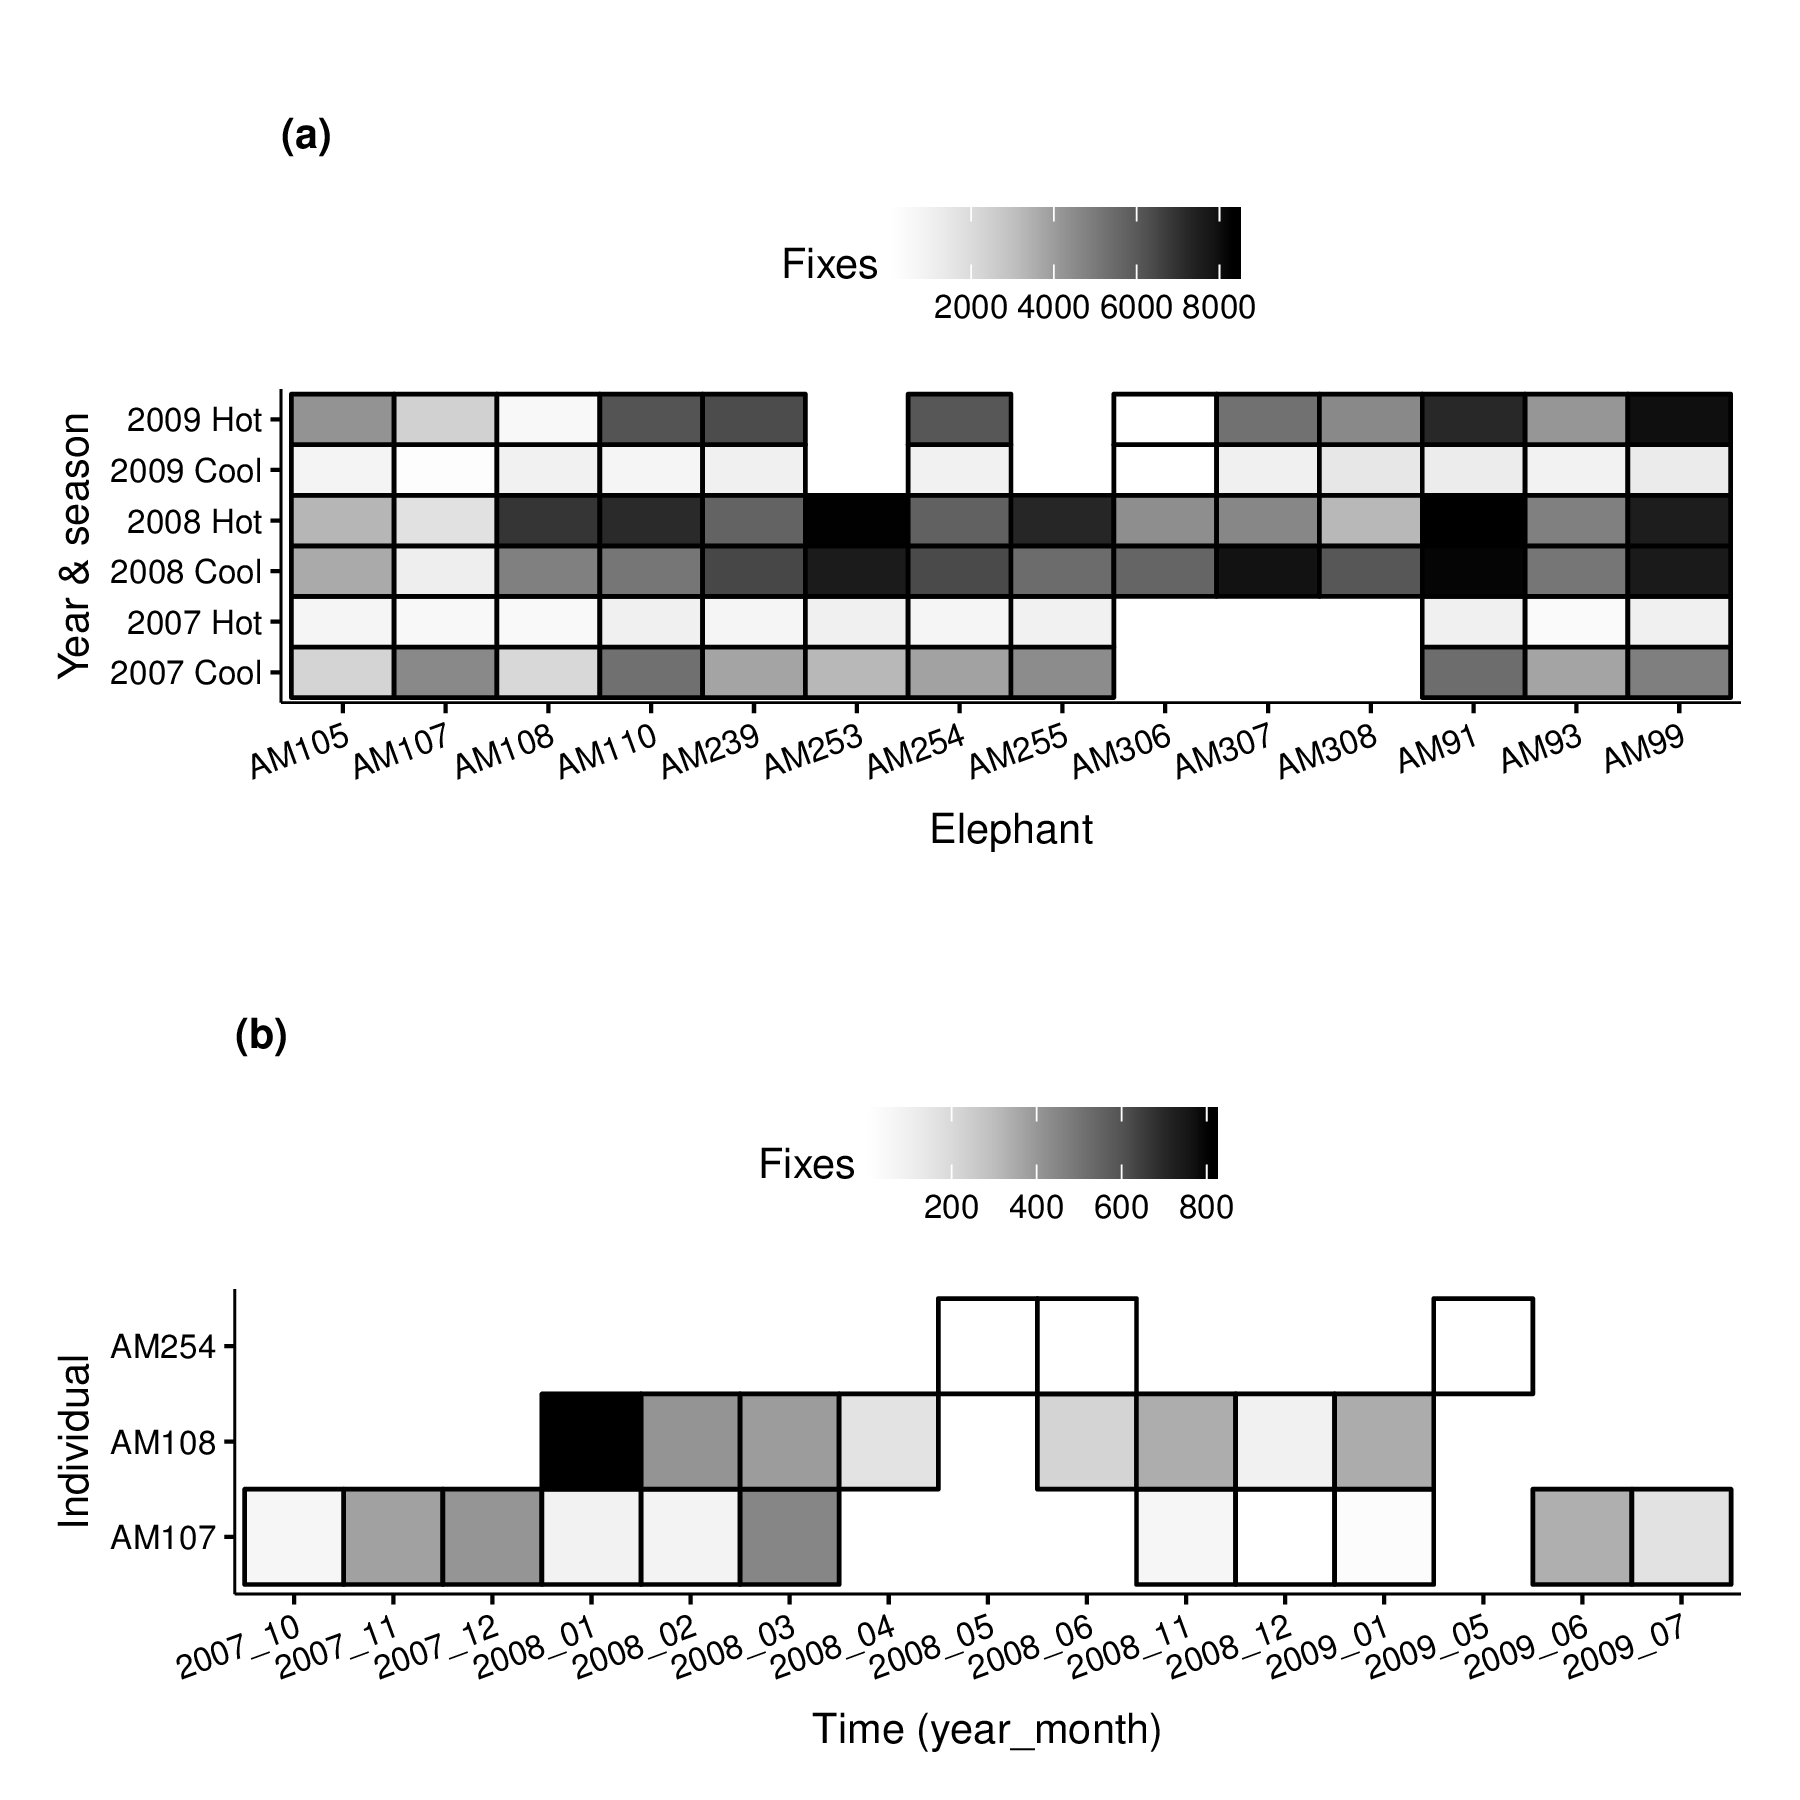 (a)
Fixes
2000 4000 6000 8000
Year & season
2009 Hot
2009 Cool
2008 Hot
2008 Cool
2007 Hot
2007 Cool
AM105 AM107 AM108 AM110 AM239 AM253 AM254 AM255 AM306 AM307 AM308 AM91 AM93 AM99
Elephant
(b)
Fixes
200 400 600 800
Individual
AM254
AM108
AM107
2007_10 2007_11 2007_12 2008_01 2008_02 2008_03 2008_04 2008_05 2008_06 2008_11 2008_12 2009_01 2009_05 2009_06 2009_07
Time (year_month)